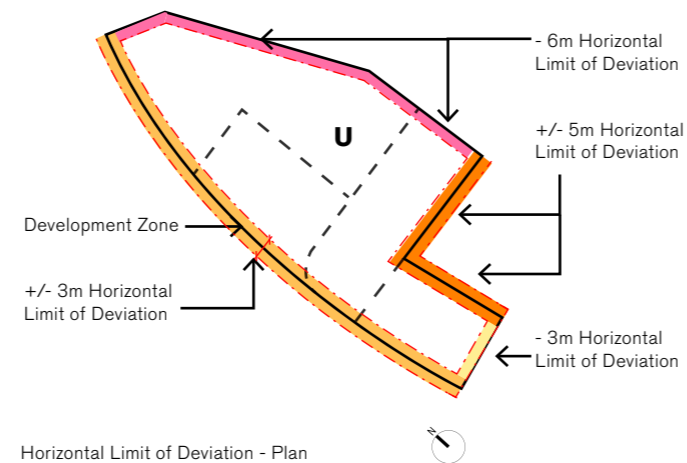 - 6m Horizontal
Limit of Deviation
+/- 5m Horizontal
Limit of Deviation
U
Development Zone
+/- 3m Horizontal
Limit of Deviation
- 3m Horizontal
Limit of Deviation
N
Horizontal Limit of Deviation - Plan